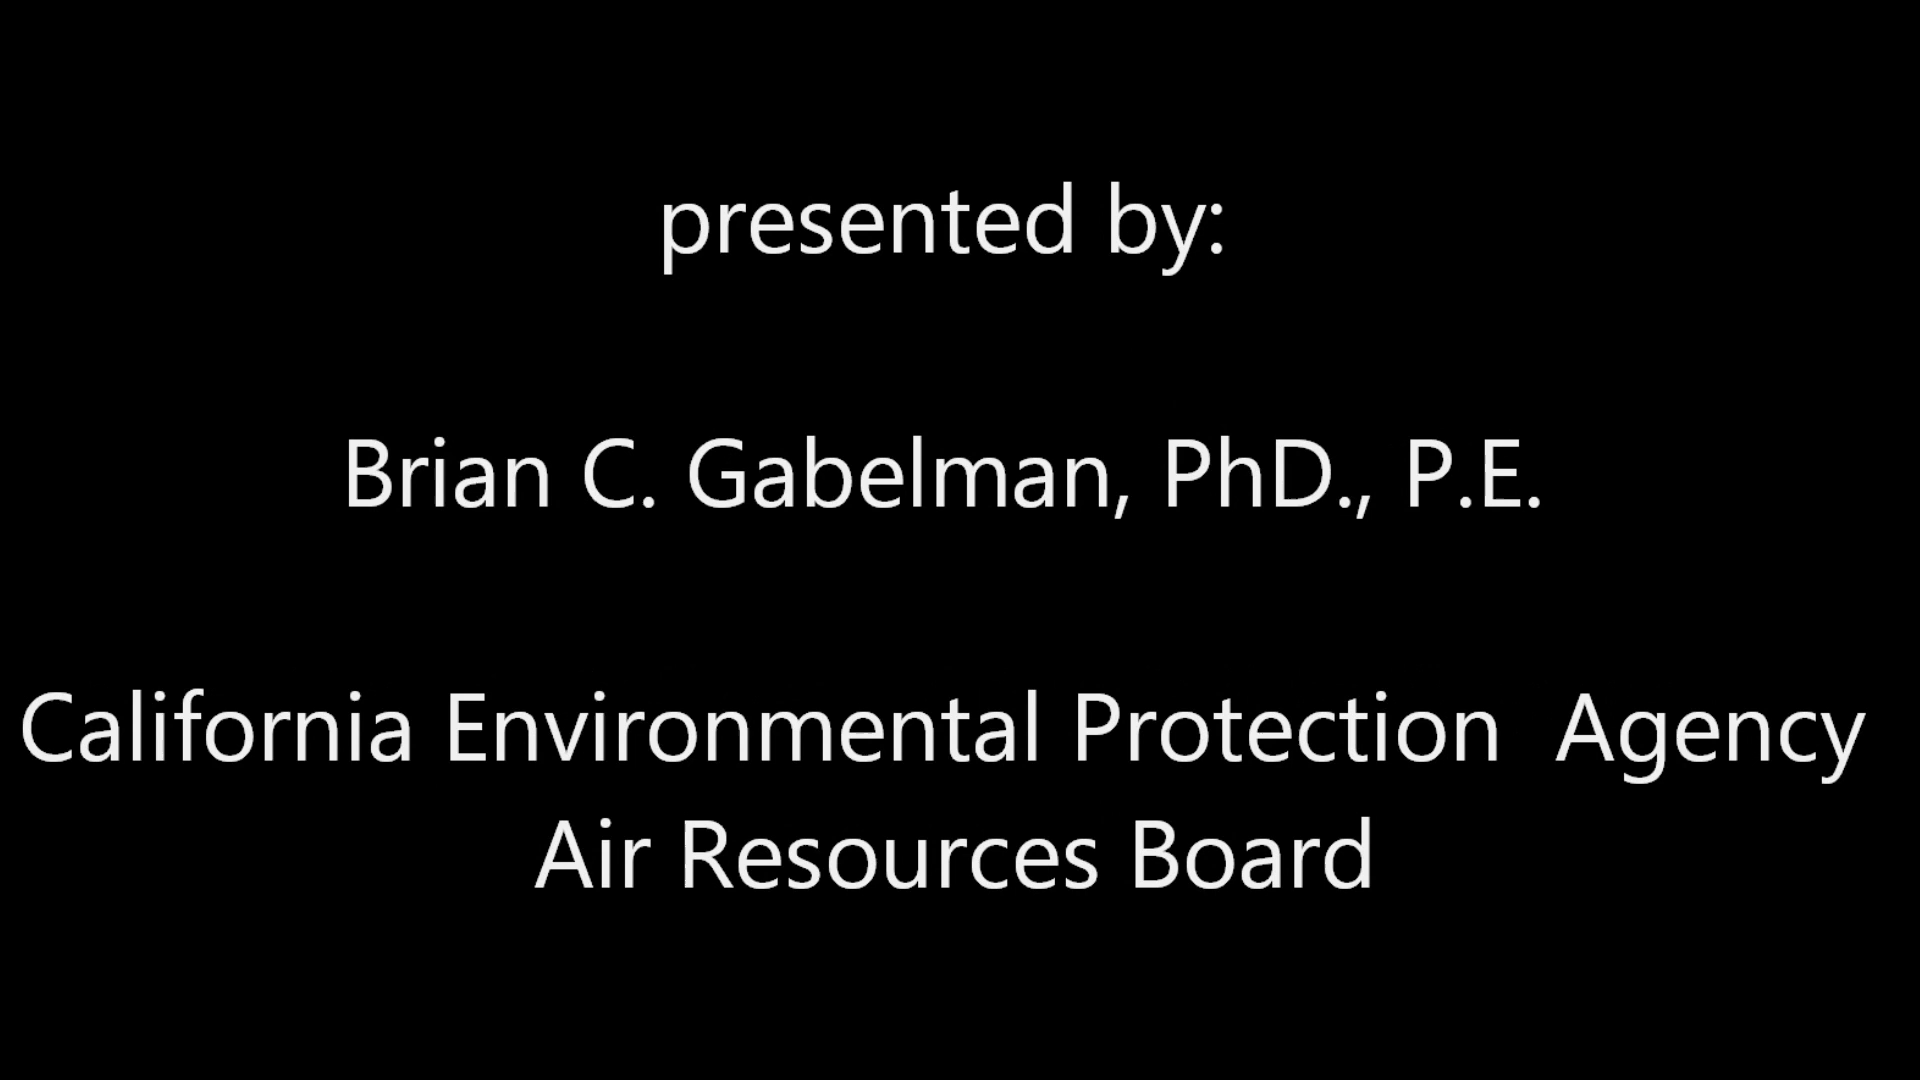 presented by:
Brian C. Gabelman, PhD., P.E.
California Environmental Protection  Agency
Air Resources Board